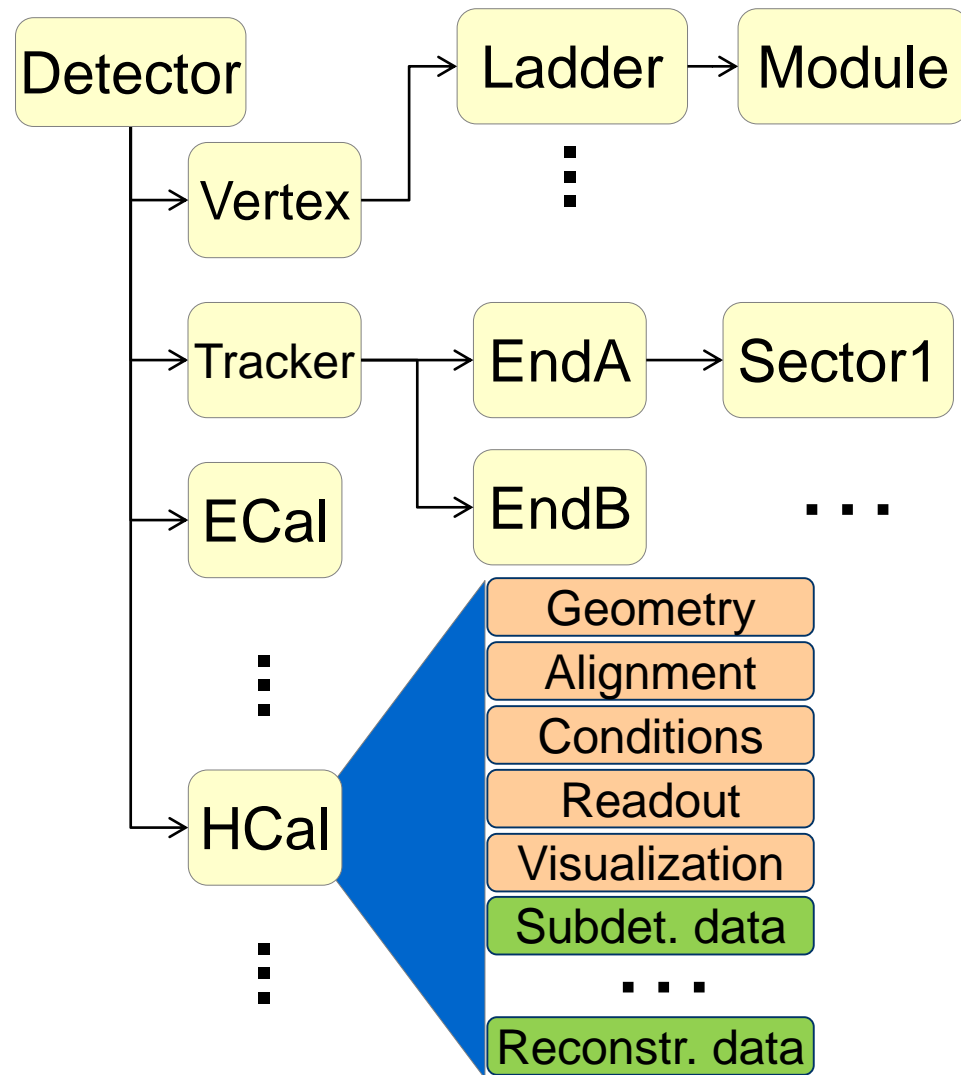 Detector
Ladder
Module
Vertex
Tracker
EndA
Sector1
ECal
EndB
HCal
Geometry
Alignment
Conditions
Readout
Visualization
Subdet. data
Reconstr. data